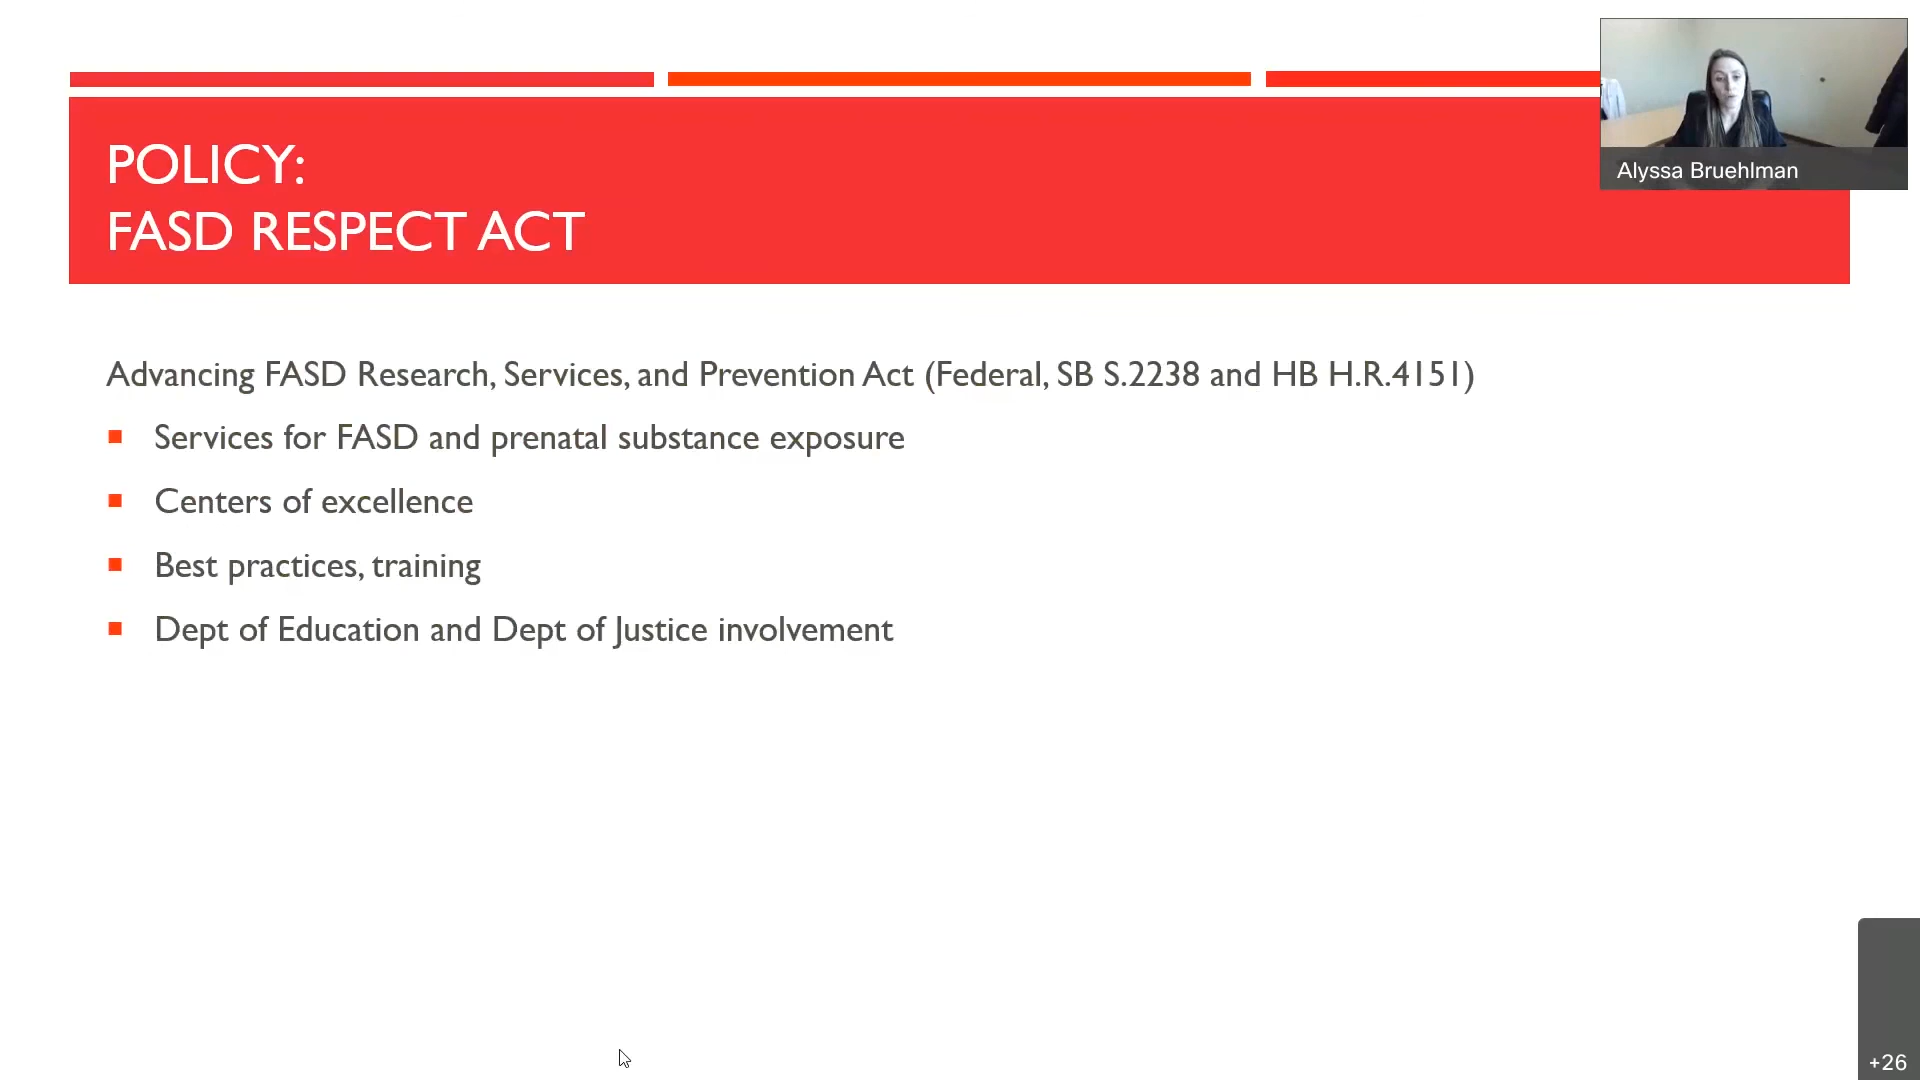 POLICY:
FASD RESPECT ACT
Alyssa Bruehlman
Advancing FASD Research, Services, and Prevention Act (Federal, SB S.2238 and HB H.R.4151)
Services for FASD and prenatal substance exposure
Centers of excellence
Best practices, training
Dept of Education and Dept of Justice involvement
+26